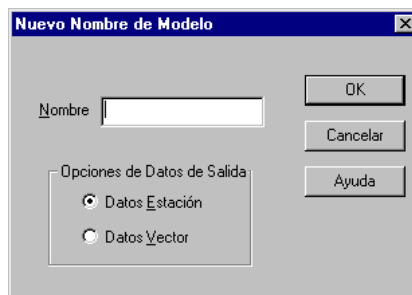 Nuevo Nombre de Modelo
Nombre
OK
Cancelar
Ayuda
Opciones de Datos de Salida
Datos Estación
Datos Vector